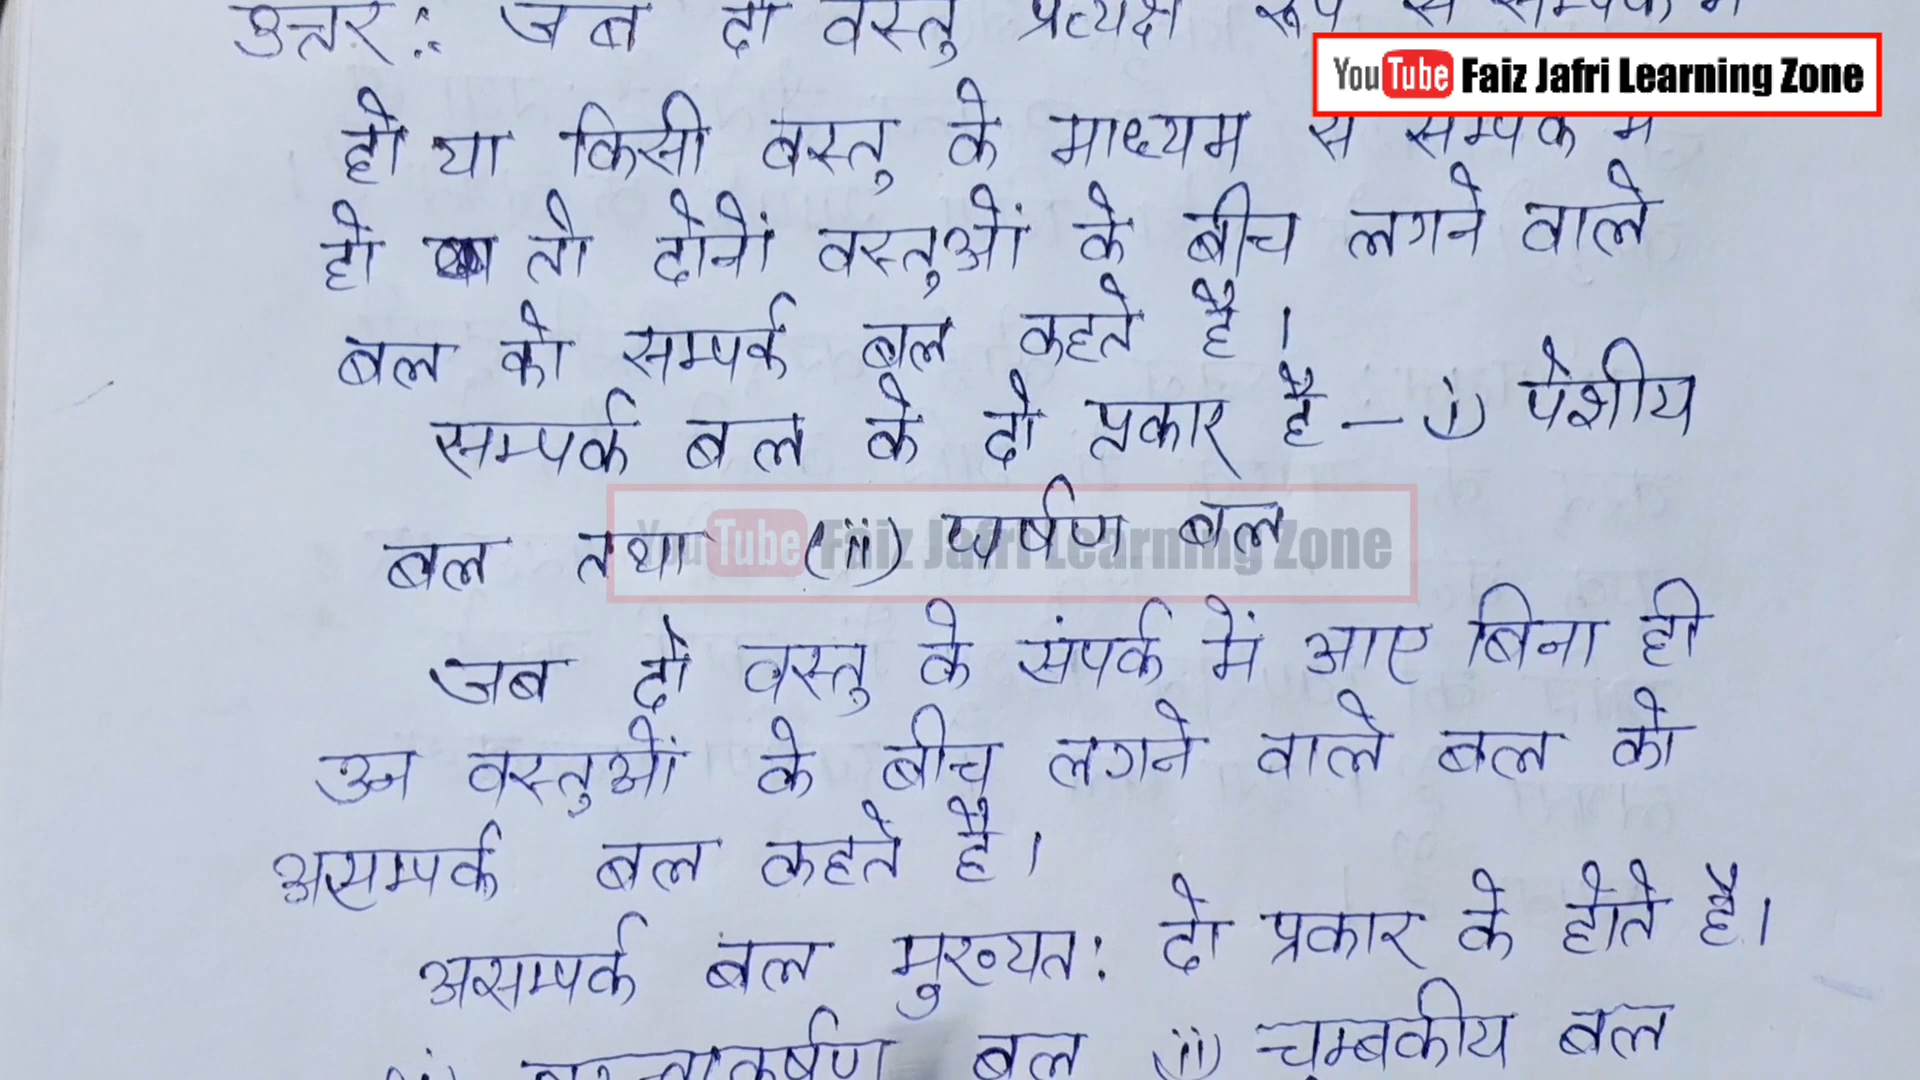 उत्तर: जब दो वस्तु प्रत्यक्ष रूप से सम्पर्क में
YouTube Faiz Jafri Learning Zone
हो या किसी वस्तु के माध्यम से सम्पर्क में
हो तो दोनों वस्तुओं के बीच लगने वाले
बल को सम्पर्क बल कहते है।
सम्पर्क बल के दो प्रकार है – (i) पेशीय
बल तथा (ii) घर्षण बल
YouTube Faiz Jafri Learning Zone
जब दो वस्तु के संपर्क में आए बिना ही
उन वस्तुओं के बीच लगने वाले बल को
असम्पर्क बल कहते है।
असम्पर्क बल मुख्यत: दो प्रकार के होते है।
(i) गुरुत्वाकर्षण बल (ii) चुम्बकीय बल